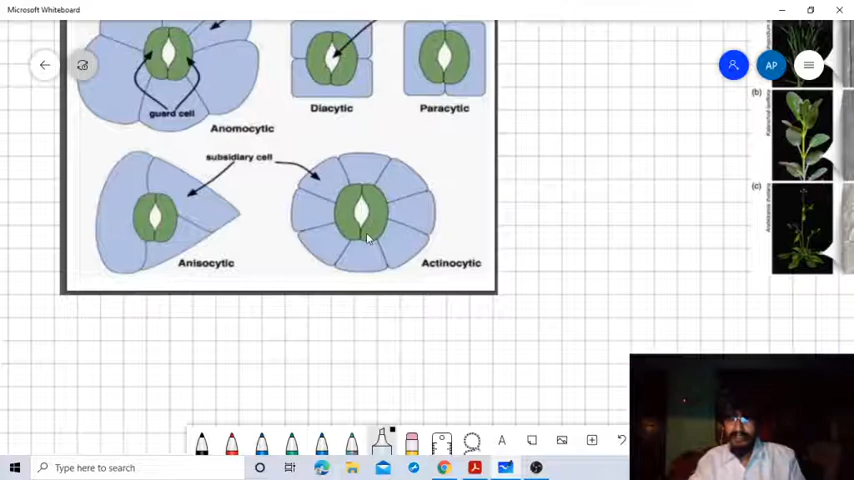 Microsoft Whiteboard
AP
guard cell
Diacytic
Paracytic
Anomocytic
subsidiary cell
Anisocytic
Actinocytic
(b)
(c)
A
Type here to search